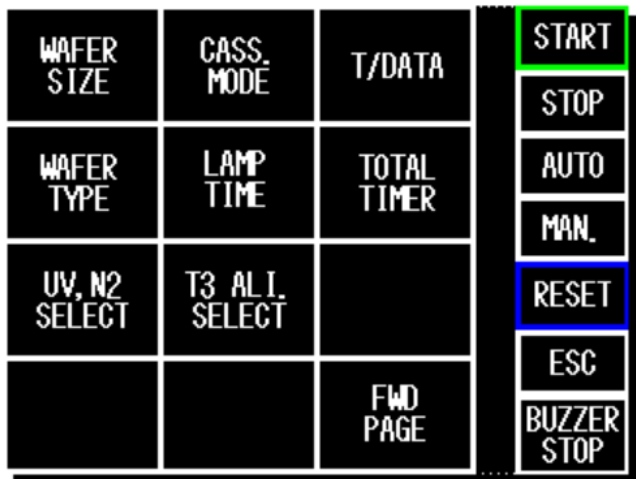 WAFER
SIZE
CASS.
MODE
T/DATA
WAFER
TYPE
LAMP
TIME
TOTAL
TIMER
UV,N2
SELECT
T3 ALI.
SELECT
FWD
PAGE
START
STOP
AUTO
MAN.
RESET
ESC
BUZZER
STOP